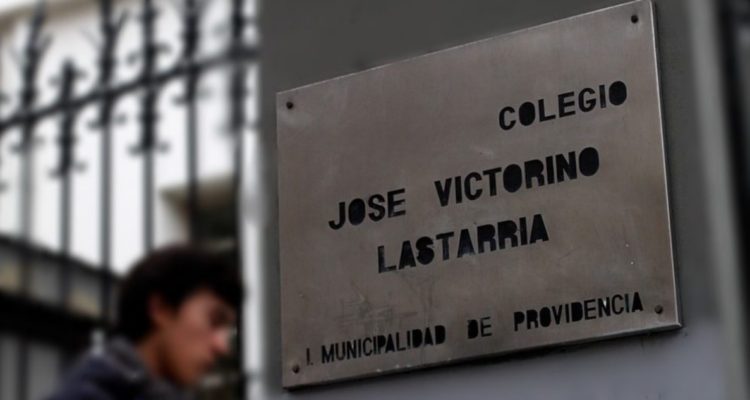 COLEGIO
JOSE VICTORINO
LASTARRIA
I. MUNICIPALIDAD DE PROVIDENCIA